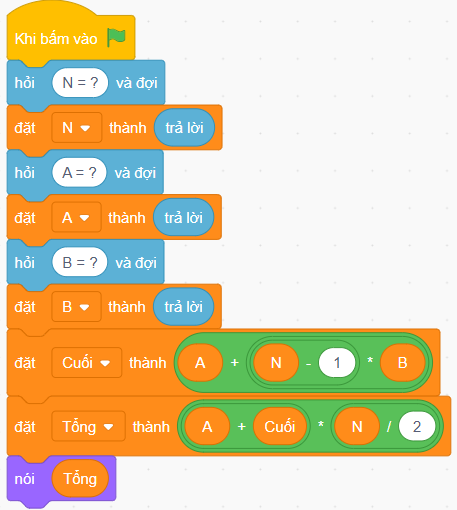 Khi bấm vào
hỏi N = ? và đợi
đặt N thành trả lời
hỏi A = ? và đợi
đặt A thành trả lời
hỏi B = ? và đợi
đặt B thành trả lời
đặt Cuối thành A + N - 1 * B
đặt Tổng thành A + Cuối * N / 2
nói Tổng